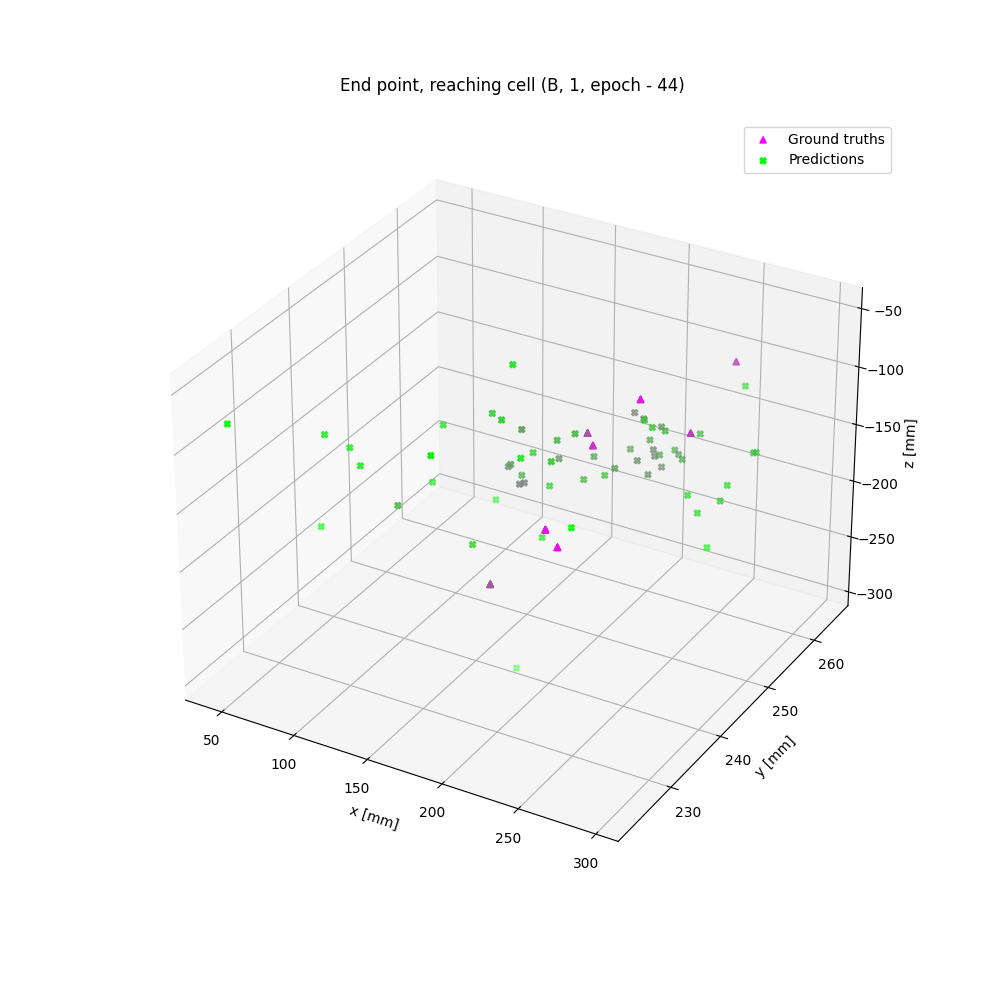 End point, reaching cell (B, 1, epoch - 44)
Ground truths
Predictions
−50
−100
−150
−200
−250
−300
z [mm]
260
250
240
230
y [mm]
50
100
150
200
250
300
x [mm]